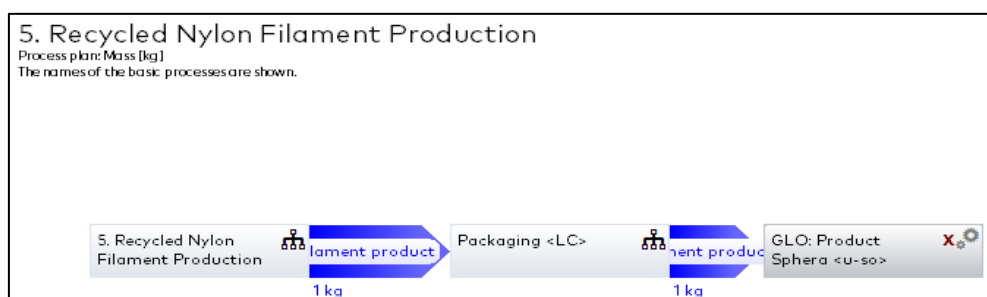 5. Recycled Nylon Filament Production
Process plan: Mass [kg]
The names of the basic processes are shown.
5. Recycled Nylon
Filament Production
lament product
1 kg
Packaging <LC>
nent produc
1 kg
GLO: Product
Sphera <u-so>
X